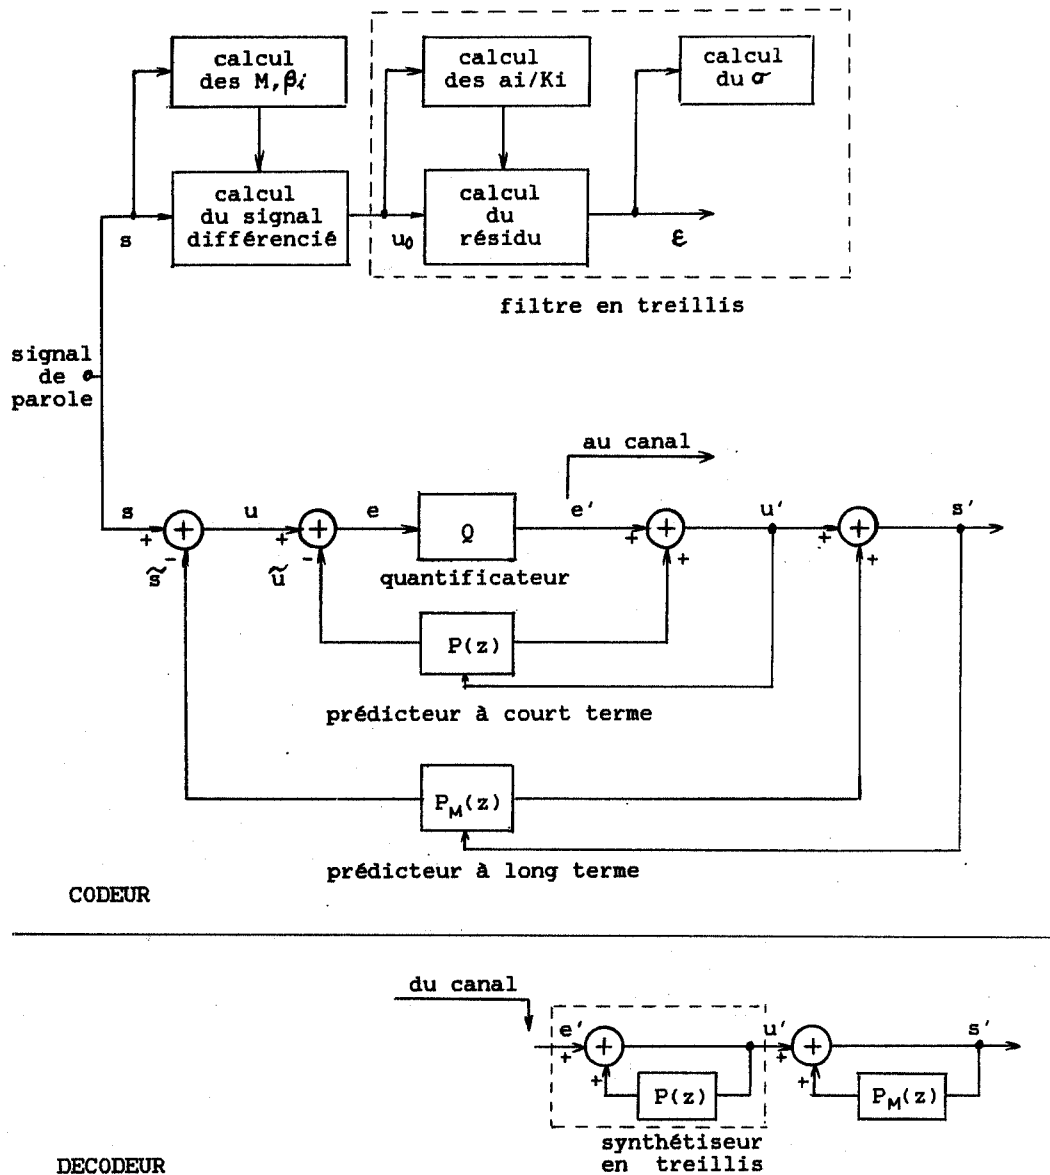 calcul
des M,βi
calcul
des ai/Ki
calcul
du σ
calcul
du signal
différencié
calcul
du
résidu
s
u0
ε
filtre en treillis
signal
de
parole
au canal
s
+
-
s̃
+
u
+
-
ũ
+
e
Q
quantificateur
e'
+
+
+
u'
+
+
+
s'
P(z)
prédicteur à court terme
PM(z)
prédicteur à long terme
CODEUR
du canal
e'
+
+
+
P(z)
u'
+
+
+
PM(z)
s'
synthétiseur
en treillis
DECODEUR